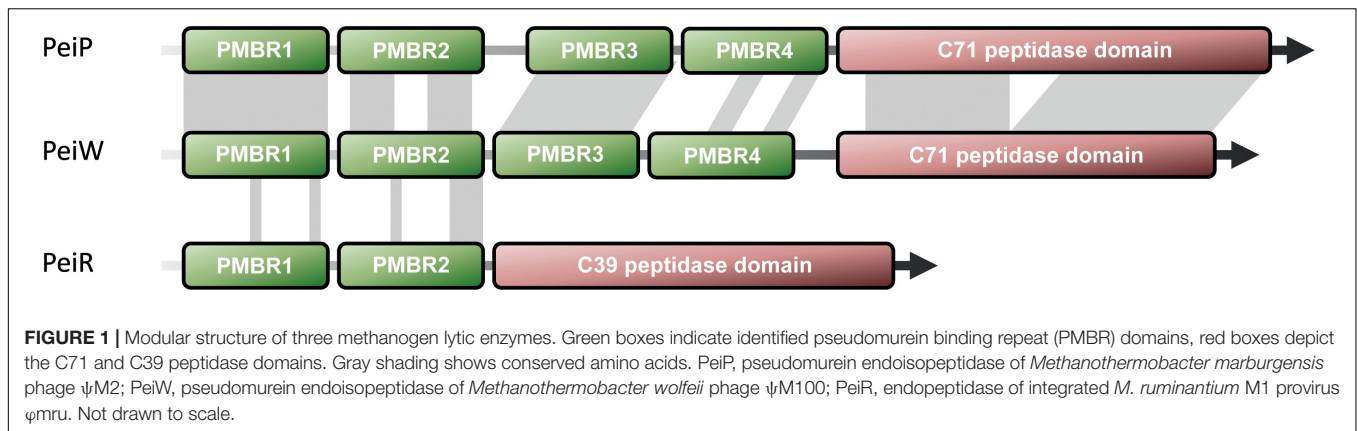 PeiP PMBR1 PMBR2 PMBR3 PMBR4 C71 peptidase domain
PeiW PMBR1 PMBR2 PMBR3 PMBR4 C71 peptidase domain
PeiR PMBR1 PMBR2 C39 peptidase domain
FIGURE 1 | Modular structure of three methanogen lytic enzymes. Green boxes indicate identified pseudomurein binding repeat (PMBR) domains, red boxes depict
the C71 and C39 peptidase domains. Gray shading shows conserved amino acids. PeiP, pseudomurein endoisopeptidase of Methanothermobacter marburgensis
phage ψM2; PeiW, pseudomurein endoisopeptidase of Methanothermobacter wolfeii phage ψM100; PeiR, endopeptidase of integrated M. ruminantium M1 provirus
φmru. Not drawn to scale.